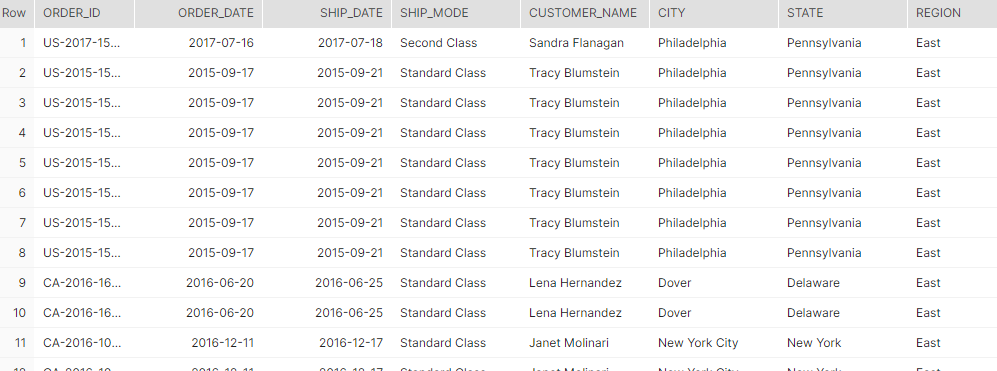 Row ORDER_ID ORDER_DATE SHIP_DATE SHIP_MODE CUSTOMER_NAME CITY STATE REGION
1 US-2017-15... 2017-07-16 2017-07-18 Second Class Sandra Flanagan Philadelphia Pennsylvania East
2 US-2015-15... 2015-09-17 2015-09-21 Standard Class Tracy Blumstein Philadelphia Pennsylvania East
3 US-2015-15... 2015-09-17 2015-09-21 Standard Class Tracy Blumstein Philadelphia Pennsylvania East
4 US-2015-15... 2015-09-17 2015-09-21 Standard Class Tracy Blumstein Philadelphia Pennsylvania East
5 US-2015-15... 2015-09-17 2015-09-21 Standard Class Tracy Blumstein Philadelphia Pennsylvania East
6 US-2015-15... 2015-09-17 2015-09-21 Standard Class Tracy Blumstein Philadelphia Pennsylvania East
7 US-2015-15... 2015-09-17 2015-09-21 Standard Class Tracy Blumstein Philadelphia Pennsylvania East
8 US-2015-15... 2015-09-17 2015-09-21 Standard Class Tracy Blumstein Philadelphia Pennsylvania East
9 CA-2016-16... 2016-06-20 2016-06-25 Standard Class Lena Hernandez Dover Delaware East
10 CA-2016-16... 2016-06-20 2016-06-25 Standard Class Lena Hernandez Dover Delaware East
11 CA-2016-10... 2016-12-11 2016-12-17 Standard Class Janet Molinari New York City New York East